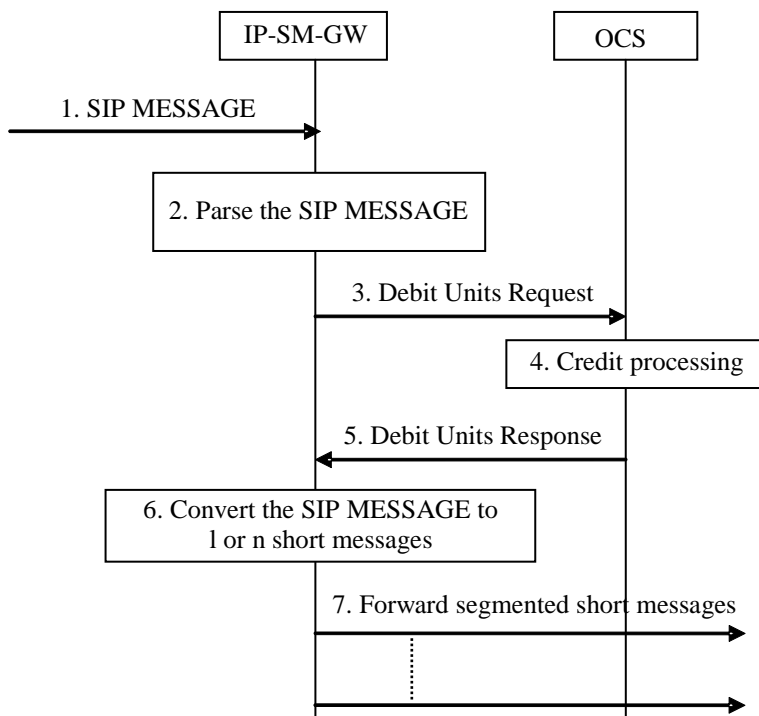 IP-SM-GW
OCS
1. SIP MESSAGE
2. Parse the SIP MESSAGE
3. Debit Units Request
4. Credit processing
5. Debit Units Response
6. Convert the SIP MESSAGE to
l or n short messages
7. Forward segmented short messages